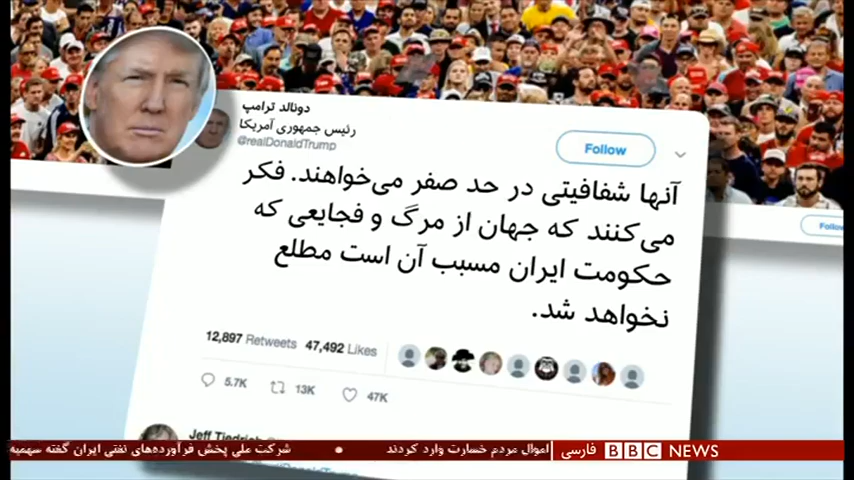 دونالد ترامپ
رئیس جمهوری آمریکا
@realDonaldTrump
Follow
آنها شفافیتی در حد صفر می‌خواهند. فکر
می‌کنند که جهان از مرگ و فجایعی که
حکومت ایران مسبب آن است مطلع
نخواهد شد.
12,897 Retweets 47,492 Likes
5.7K 13K 47K
Jeff Tiedrich
Follow
اموال مردم خسارت وارد کردند • شرکت ملی پخش فرآورده‌های نفتی ایران گفته سهمیه
BBC NEWS فارسی